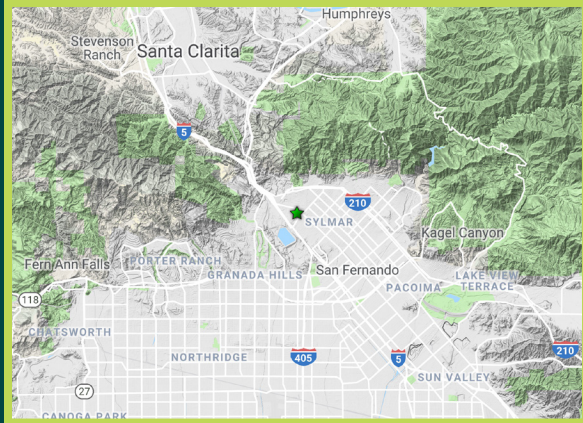 Humphreys
Stevenson
Ranch
Santa Clarita
5
210
SYLMAR
Kagel Canyon
Fern Ann Falls
PORTER RANCH
GRANADA HILLS
San Fernando
LAKE VIEW
TERRACE
PACOIMA
118
CHATSWORTH
NORTHRIDGE
405
5
210
SUN VALLEY
27
CANOGA PARK